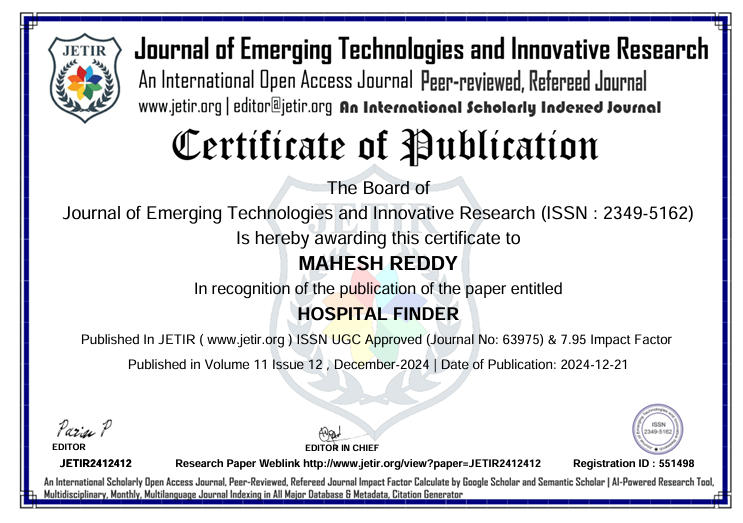 JETIR
Journal of Emerging Technologies and Innovative Research
An International Open Access Journal Peer-reviewed, Refereed Journal
www.jetir.org | editor@jetir.org An International Scholarly Indexed Journal
Certificate of Publication
The Board of
Journal of Emerging Technologies and Innovative Research (ISSN : 2349-5162)
Is hereby awarding this certificate to
MAHESH REDDY
In recognition of the publication of the paper entitled
HOSPITAL FINDER
Published In JETIR ( www.jetir.org ) ISSN UGC Approved (Journal No: 63975) & 7.95 Impact Factor
Published in Volume 11 Issue 12 , December-2024 | Date of Publication: 2024-12-21
ISSN
2349-5162
EDITOR
EDITOR IN CHIEF
JETIR2412412 Research Paper Weblink http://www.jetir.org/view?paper=JETIR2412412 Registration ID : 551498
An International Scholarly Open Access Journal, Peer-Reviewed, Refereed Journal Impact Factor Calculate by Google Scholar and Semantic Scholar | AI-Powered Research Tool,
Multidisciplinary, Monthly, Multilanguage Journal Indexing in All Major Database & Metadata, Citation Generator